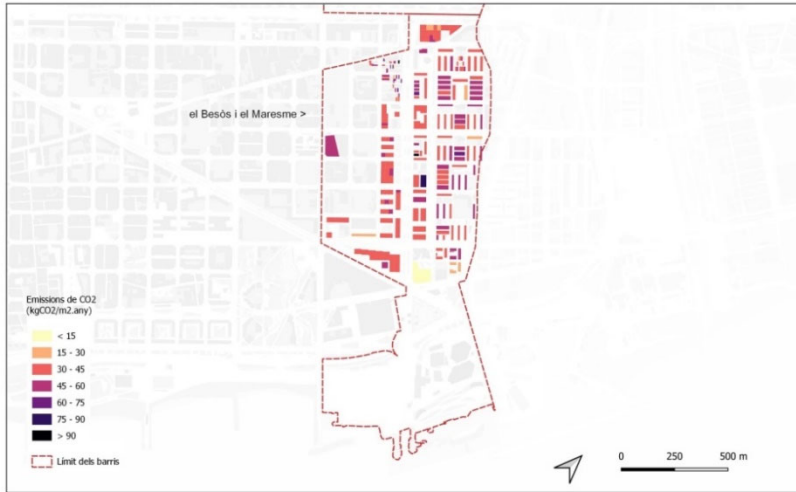 el Besòs i el Maresme >
Emissions de CO2
(kgCO2/m2.any)
< 15
15 - 30
30 - 45
45 - 60
60 - 75
75 - 90
> 90
Límit dels barris
0 250 500 m